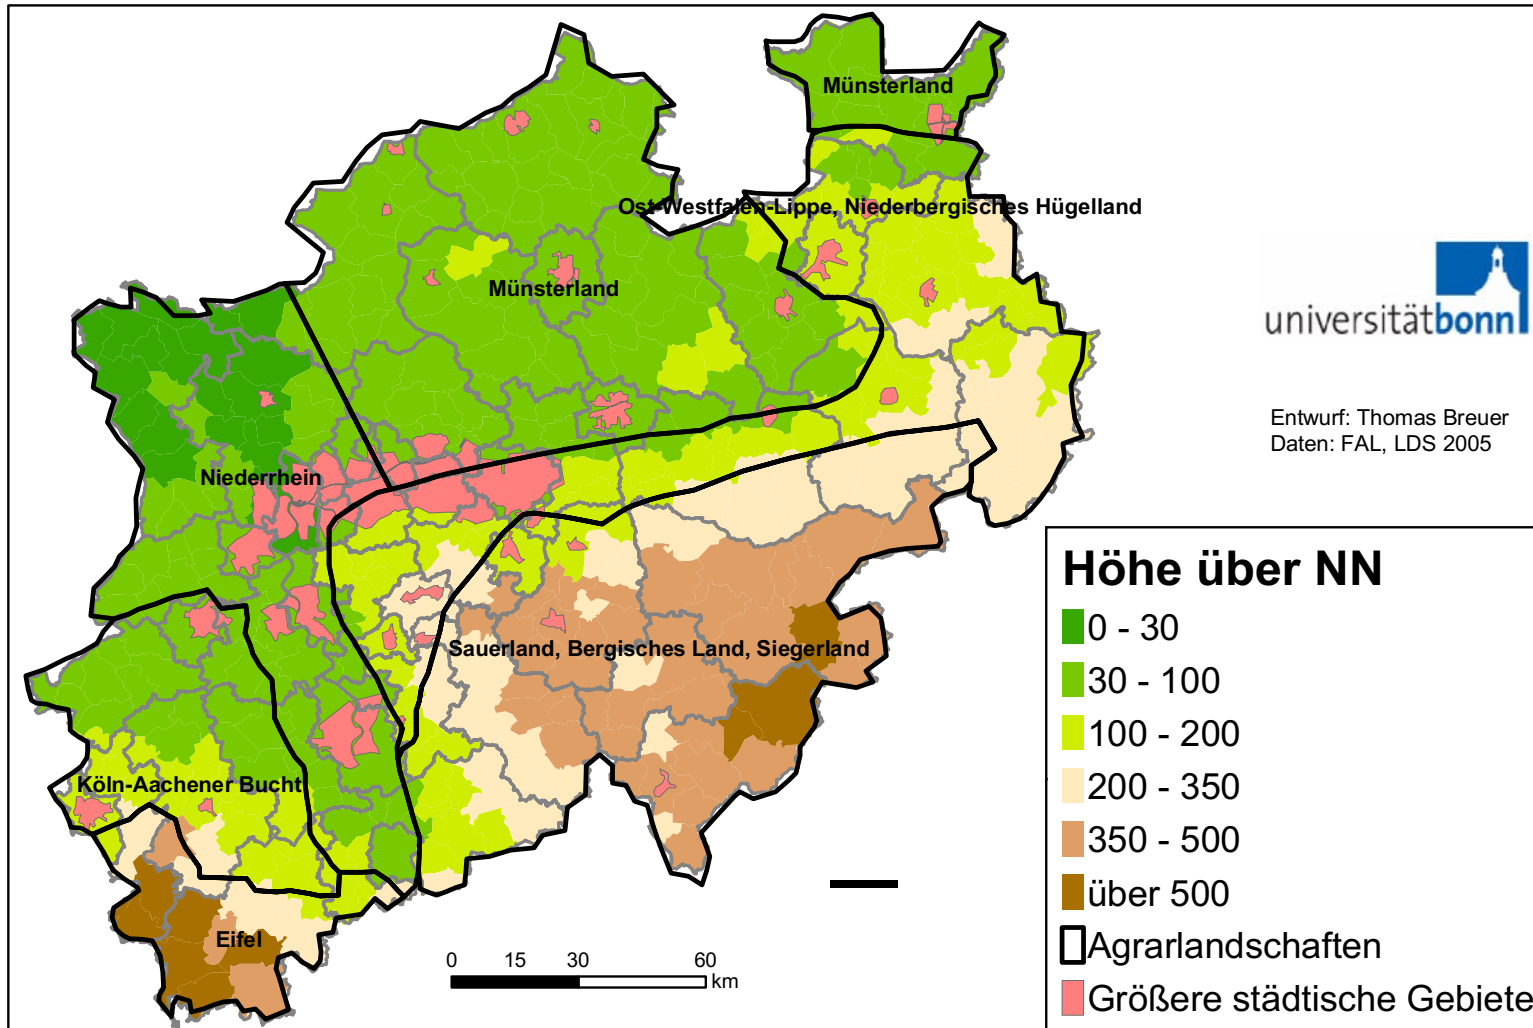 Münsterland
Ost-Westfalen-Lippe, Niederbergisches Hügelland
Münsterland
Niederrhein
Sauerland, Bergisches Land, Siegerland
Köln-Aachener Bucht
Eifel
0 15 30 60
km
universitätbonn
Entwurf: Thomas Breuer
Daten: FAL, LDS 2005
Höhe über NN
0 - 30
30 - 100
100 - 200
200 - 350
350 - 500
über 500
Agrarlandschaften
Größere städtische Gebiete